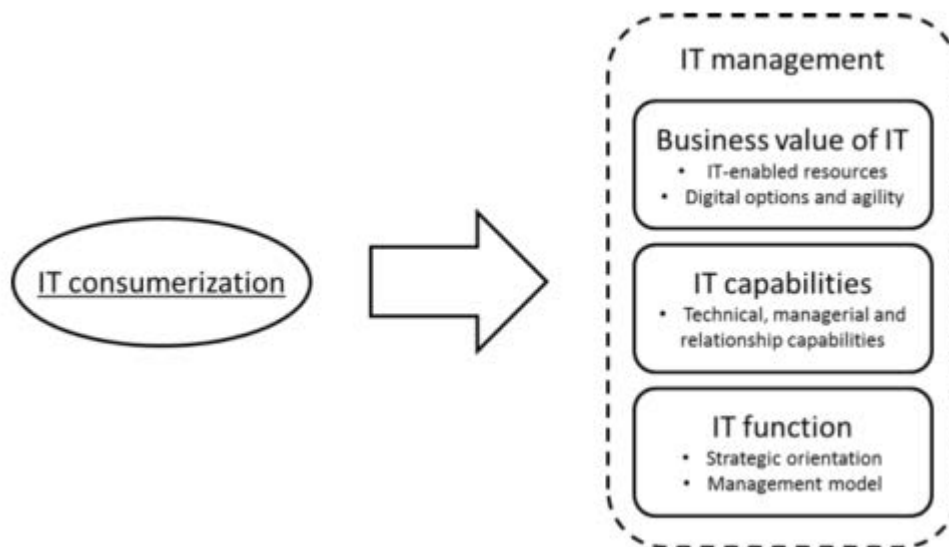 IT management
Business value of IT
• IT-enabled resources
• Digital options and agility
IT consumerization
IT capabilities
• Technical, managerial and
relationship capabilities
IT function
• Strategic orientation
• Management model